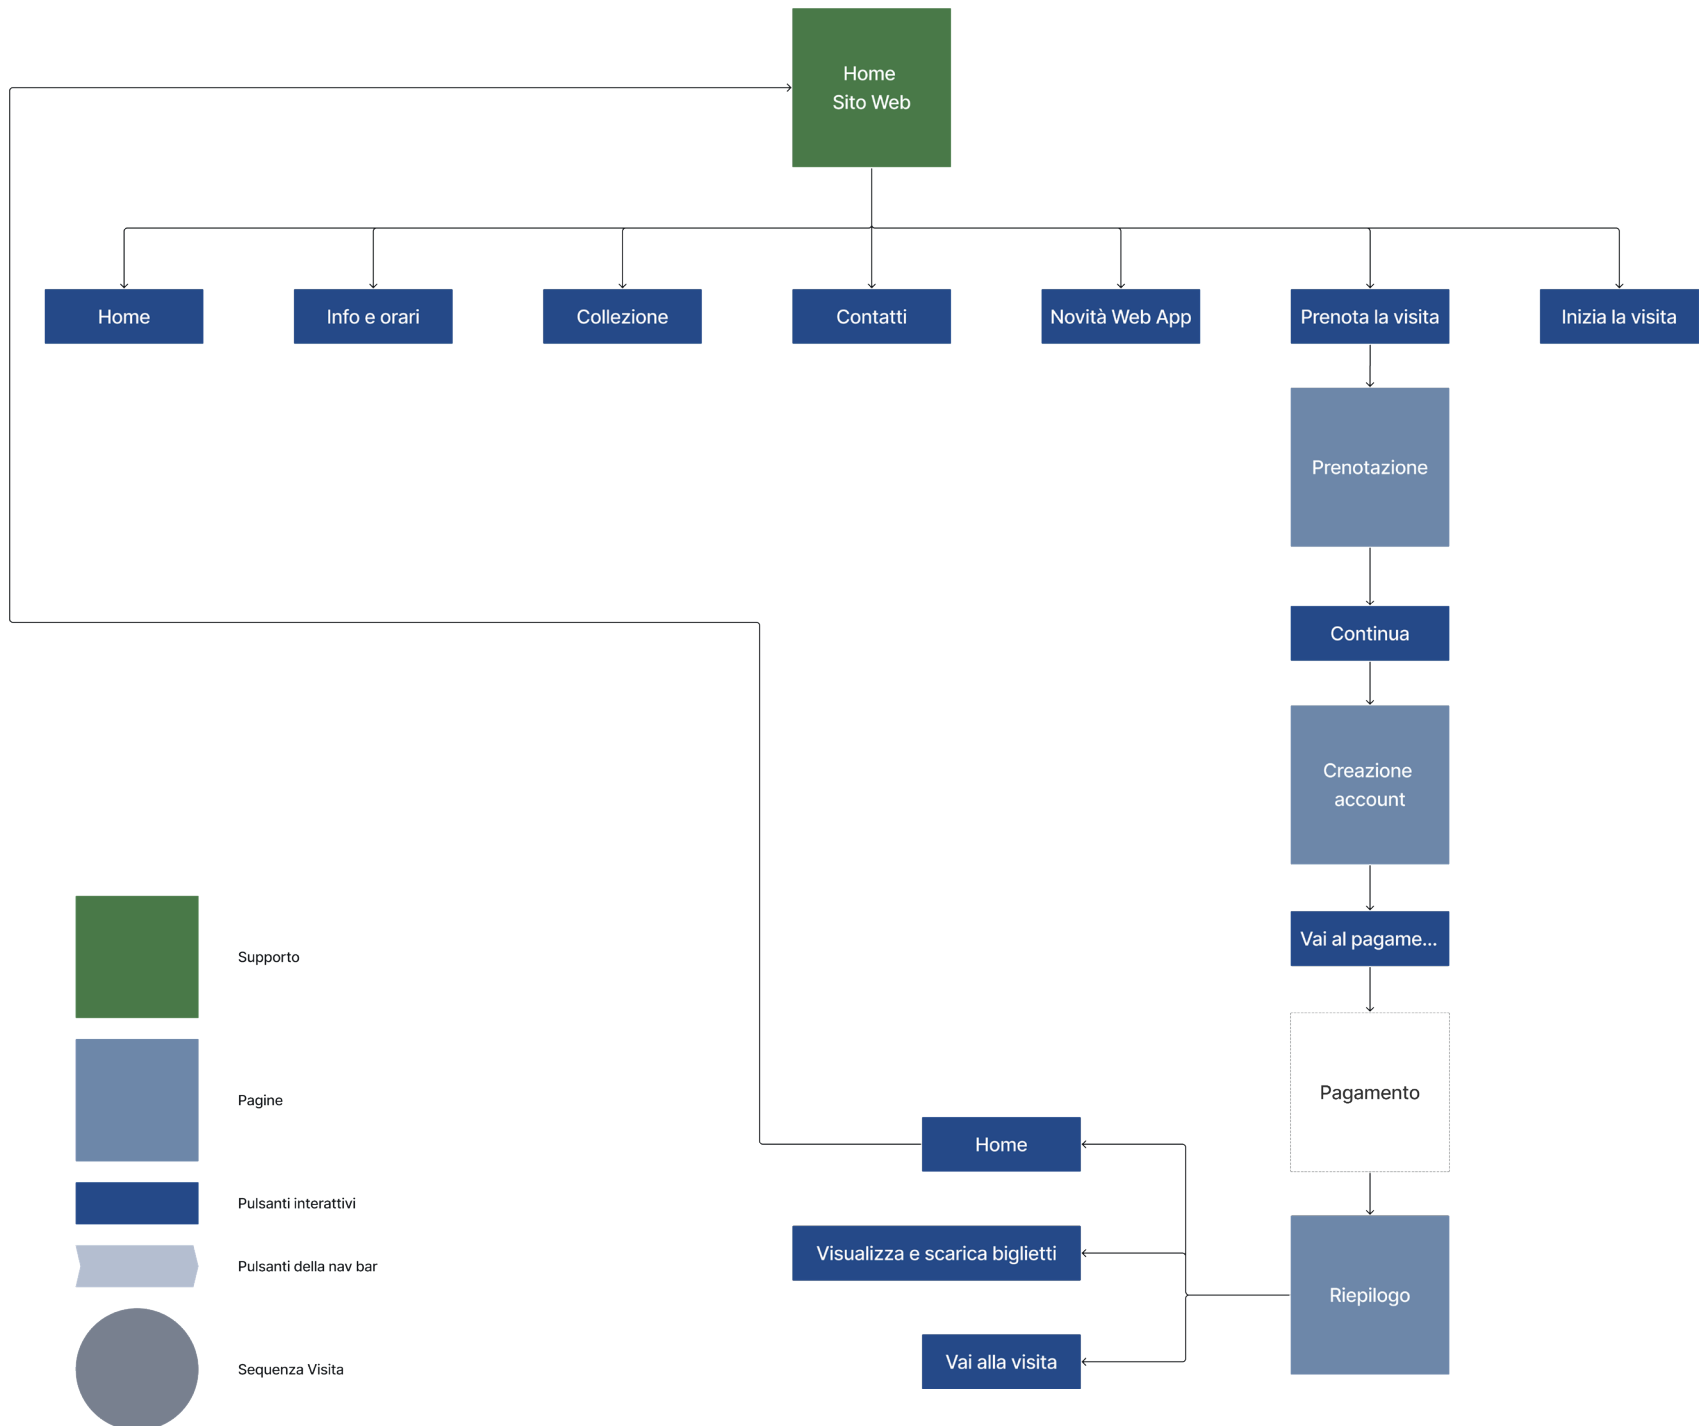 Home
Sito Web
Home
Info e orari
Collezione
Contatti
Novità Web App
Prenota la visita
Inizia la visita
Prenotazione
Continua
Creazione
account
Vai al pagame...
Pagamento
Home
Visualizza e scarica biglietti
Riepilogo
Vai alla visita
Supporto
Pagine
Pulsanti interattivi
Pulsanti della nav bar
Sequenza Visita